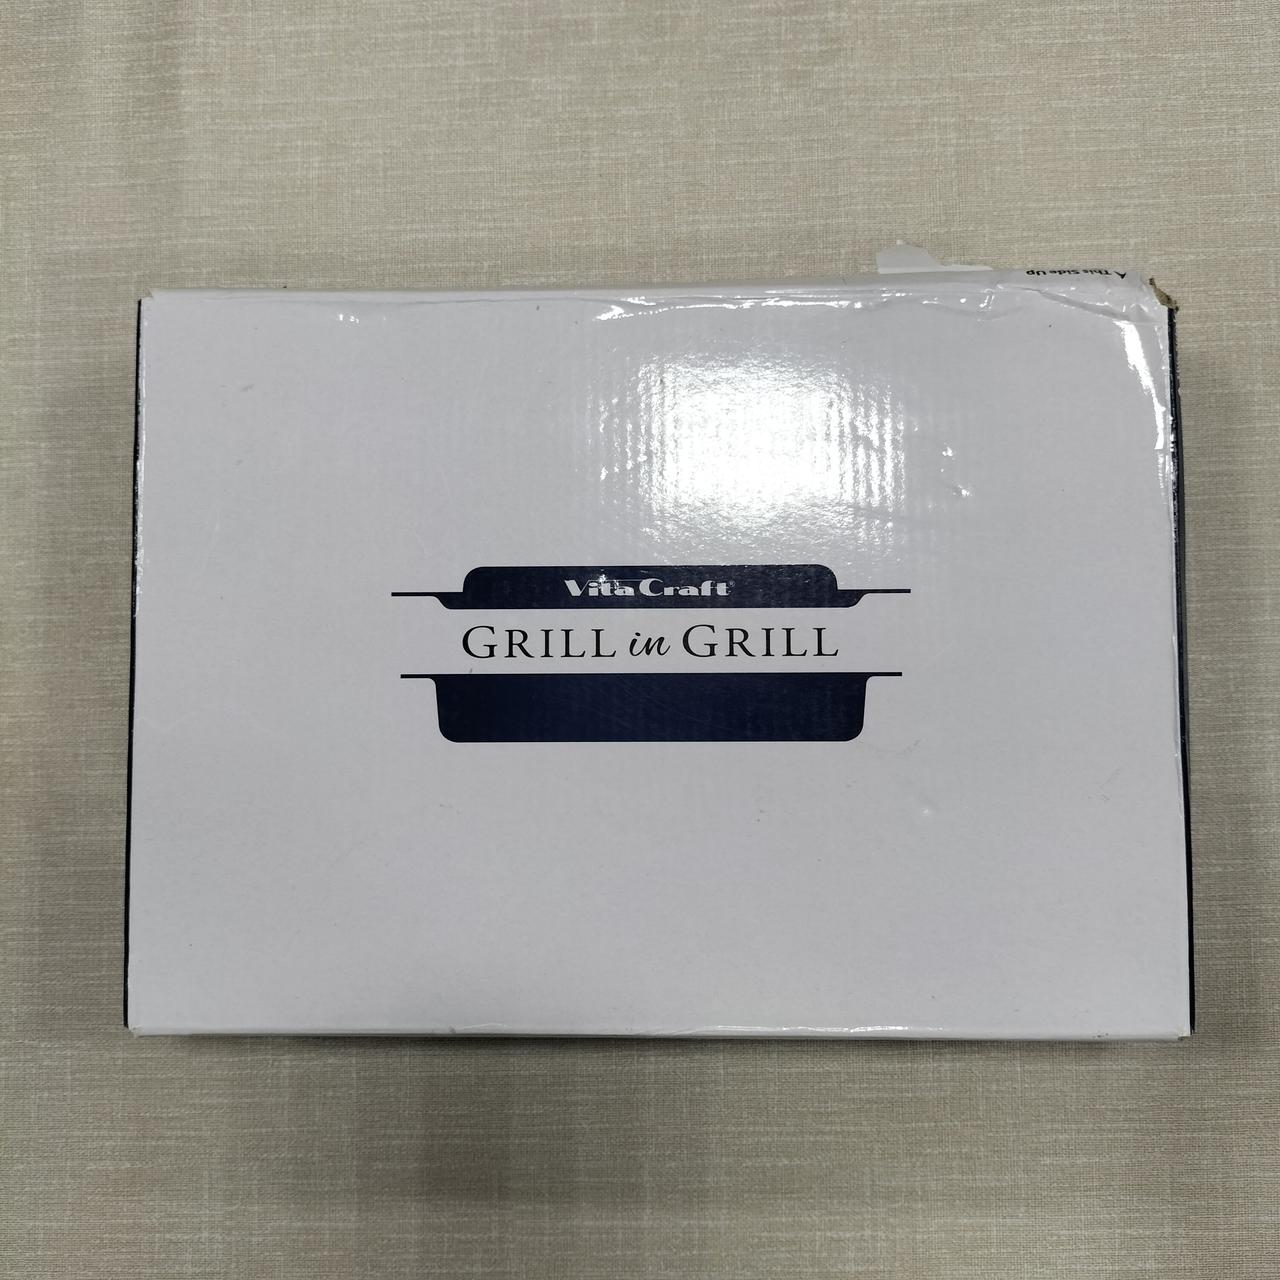 ▲ This Side Up
Vita Craft®
GRILL in GRILL